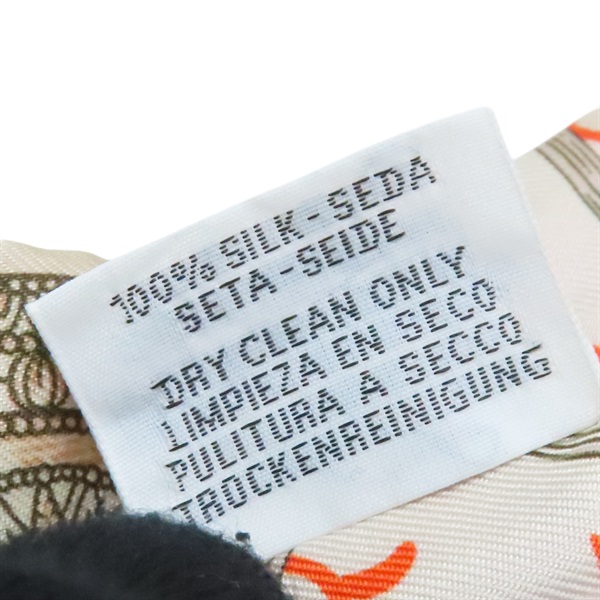 100% SILK - SEDA
SETA - SEIDE
DRY CLEAN ONLY
LIMPIEZA EN SECO
PULITURA A SECCO
TROCKENREINIGUNG